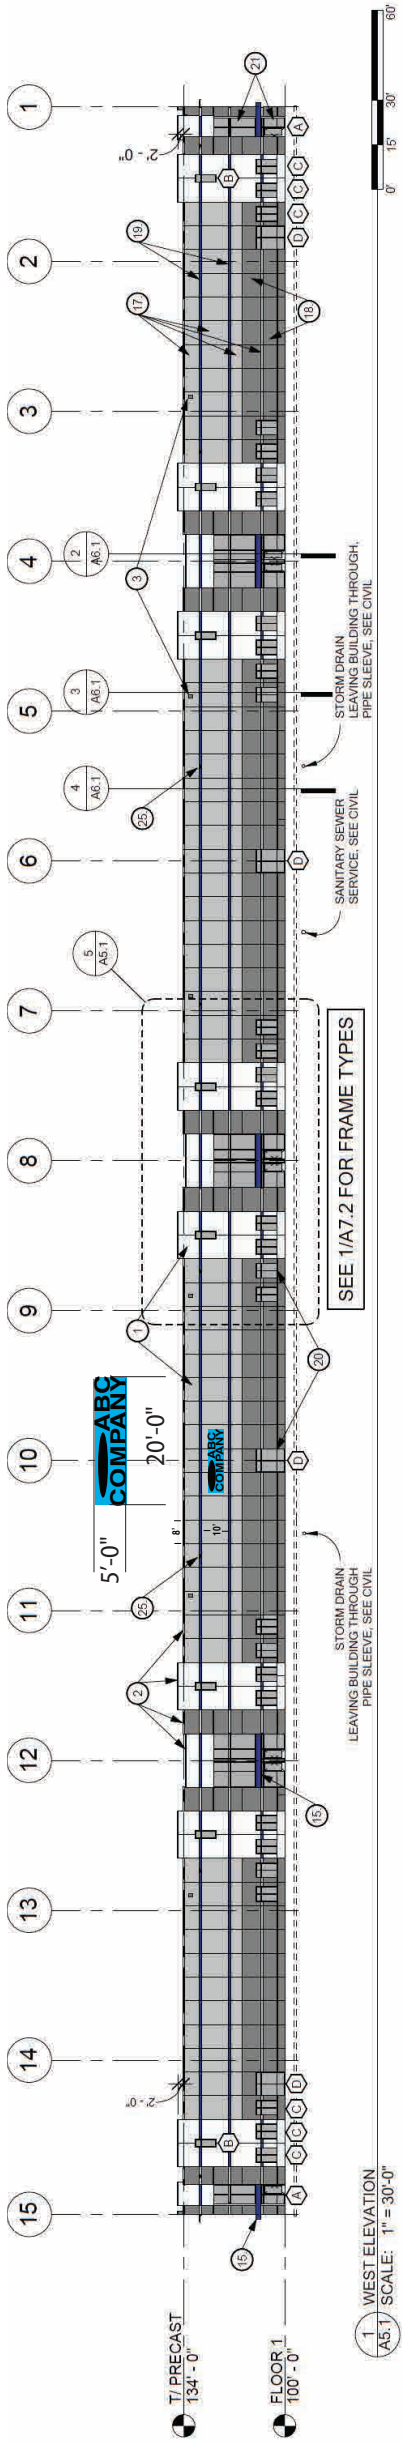 15
14
13
12
11
10
9
8
7
6
5
4
3
2
1
5'-0"
ABC
COMPANY
20'-0"
5
A5.1
4
A6.1
3
A6.1
2
A6.1
2
25
1
25
3
17
19
21
2' - 0"
2' - 0"
8'
10'
ABC
COMPANY
T/ PRECAST
134' - 0"
FLOOR 1
100' - 0"
B
B
15
A
C
C
C
D
15
D
20
D
18
D
C
C
C
A
STORM DRAIN
LEAVING BUILDING THROUGH
PIPE SLEEVE, SEE CIVIL
SEE 1/A7.2 FOR FRAME TYPES
SANITARY SEWER
SERVICE. SEE CIVIL
STORM DRAIN
LEAVING BUILDING THROUGH,
PIPE SLEEVE, SEE CIVIL
1
A5.1
WEST ELEVATION
SCALE: 1" = 30'-0"
0'
15'
30'
60'